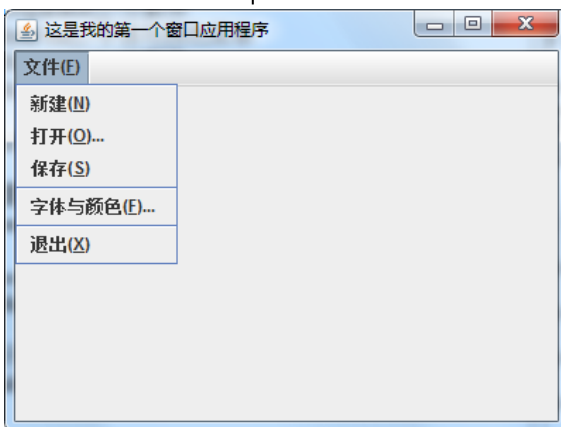 这是我的第一个窗口应用程序
文件(F)
新建(N)
打开(O)...
保存(S)
字体与颜色(F)...
退出(X)